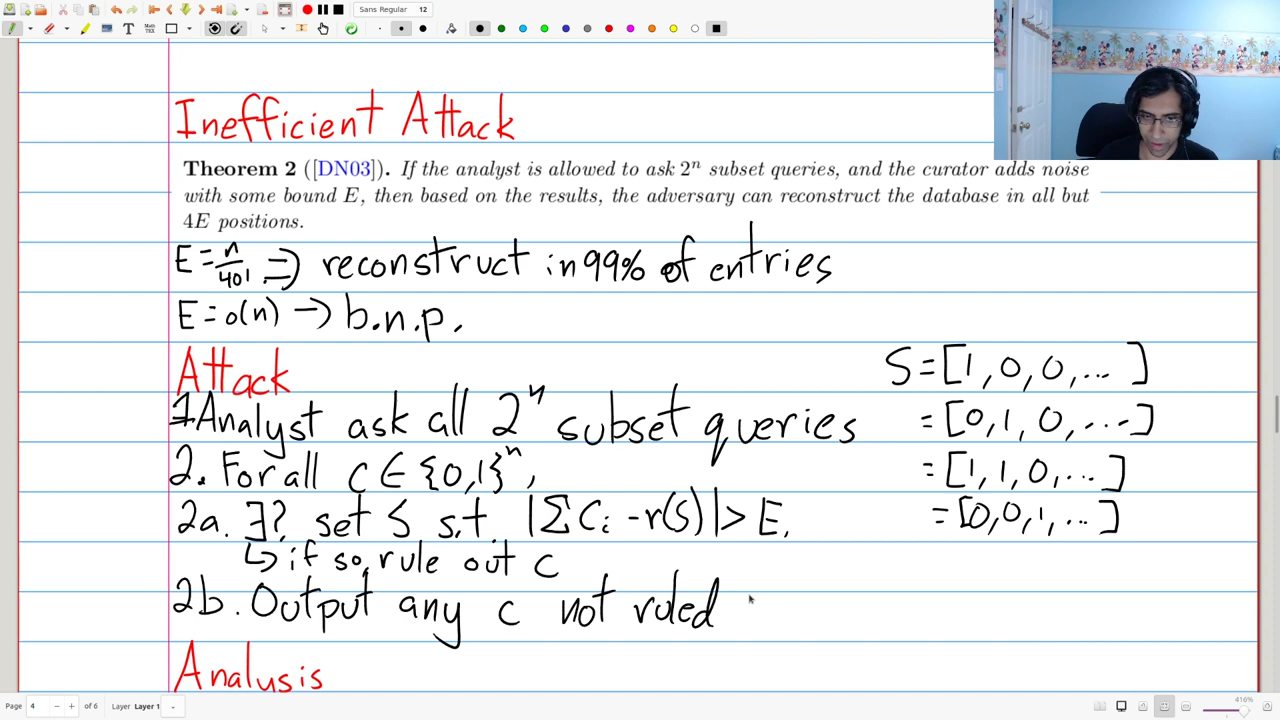 Sans Regular 12
Inefficient Attack
Theorem 2 ([DN03]). If the analyst is allowed to ask 2ⁿ subset queries, and the curator adds noise
with some bound E, then based on the results, the adversary can reconstruct the database in all but
4E positions.
E = n/401 ⇒ reconstruct in 99% of entries
E = o(n) → b.n.p.
Attack
1 Analyst ask all 2ⁿ subset queries
2. For all c ∈ {0,1}ⁿ,
2a. ∃? set S s.t. |Σ Cᵢ - r(S)| > E.
↳ if so, rule out c
2b. Output any c not ruled
S = [1, 0, 0, ... ]
= [0, 1, 0, ... ]
= [1, 1, 0, ... ]
= [0, 0, 1, ... ]
Analysis
Page 4 of 6 Layer Layer 1
416%